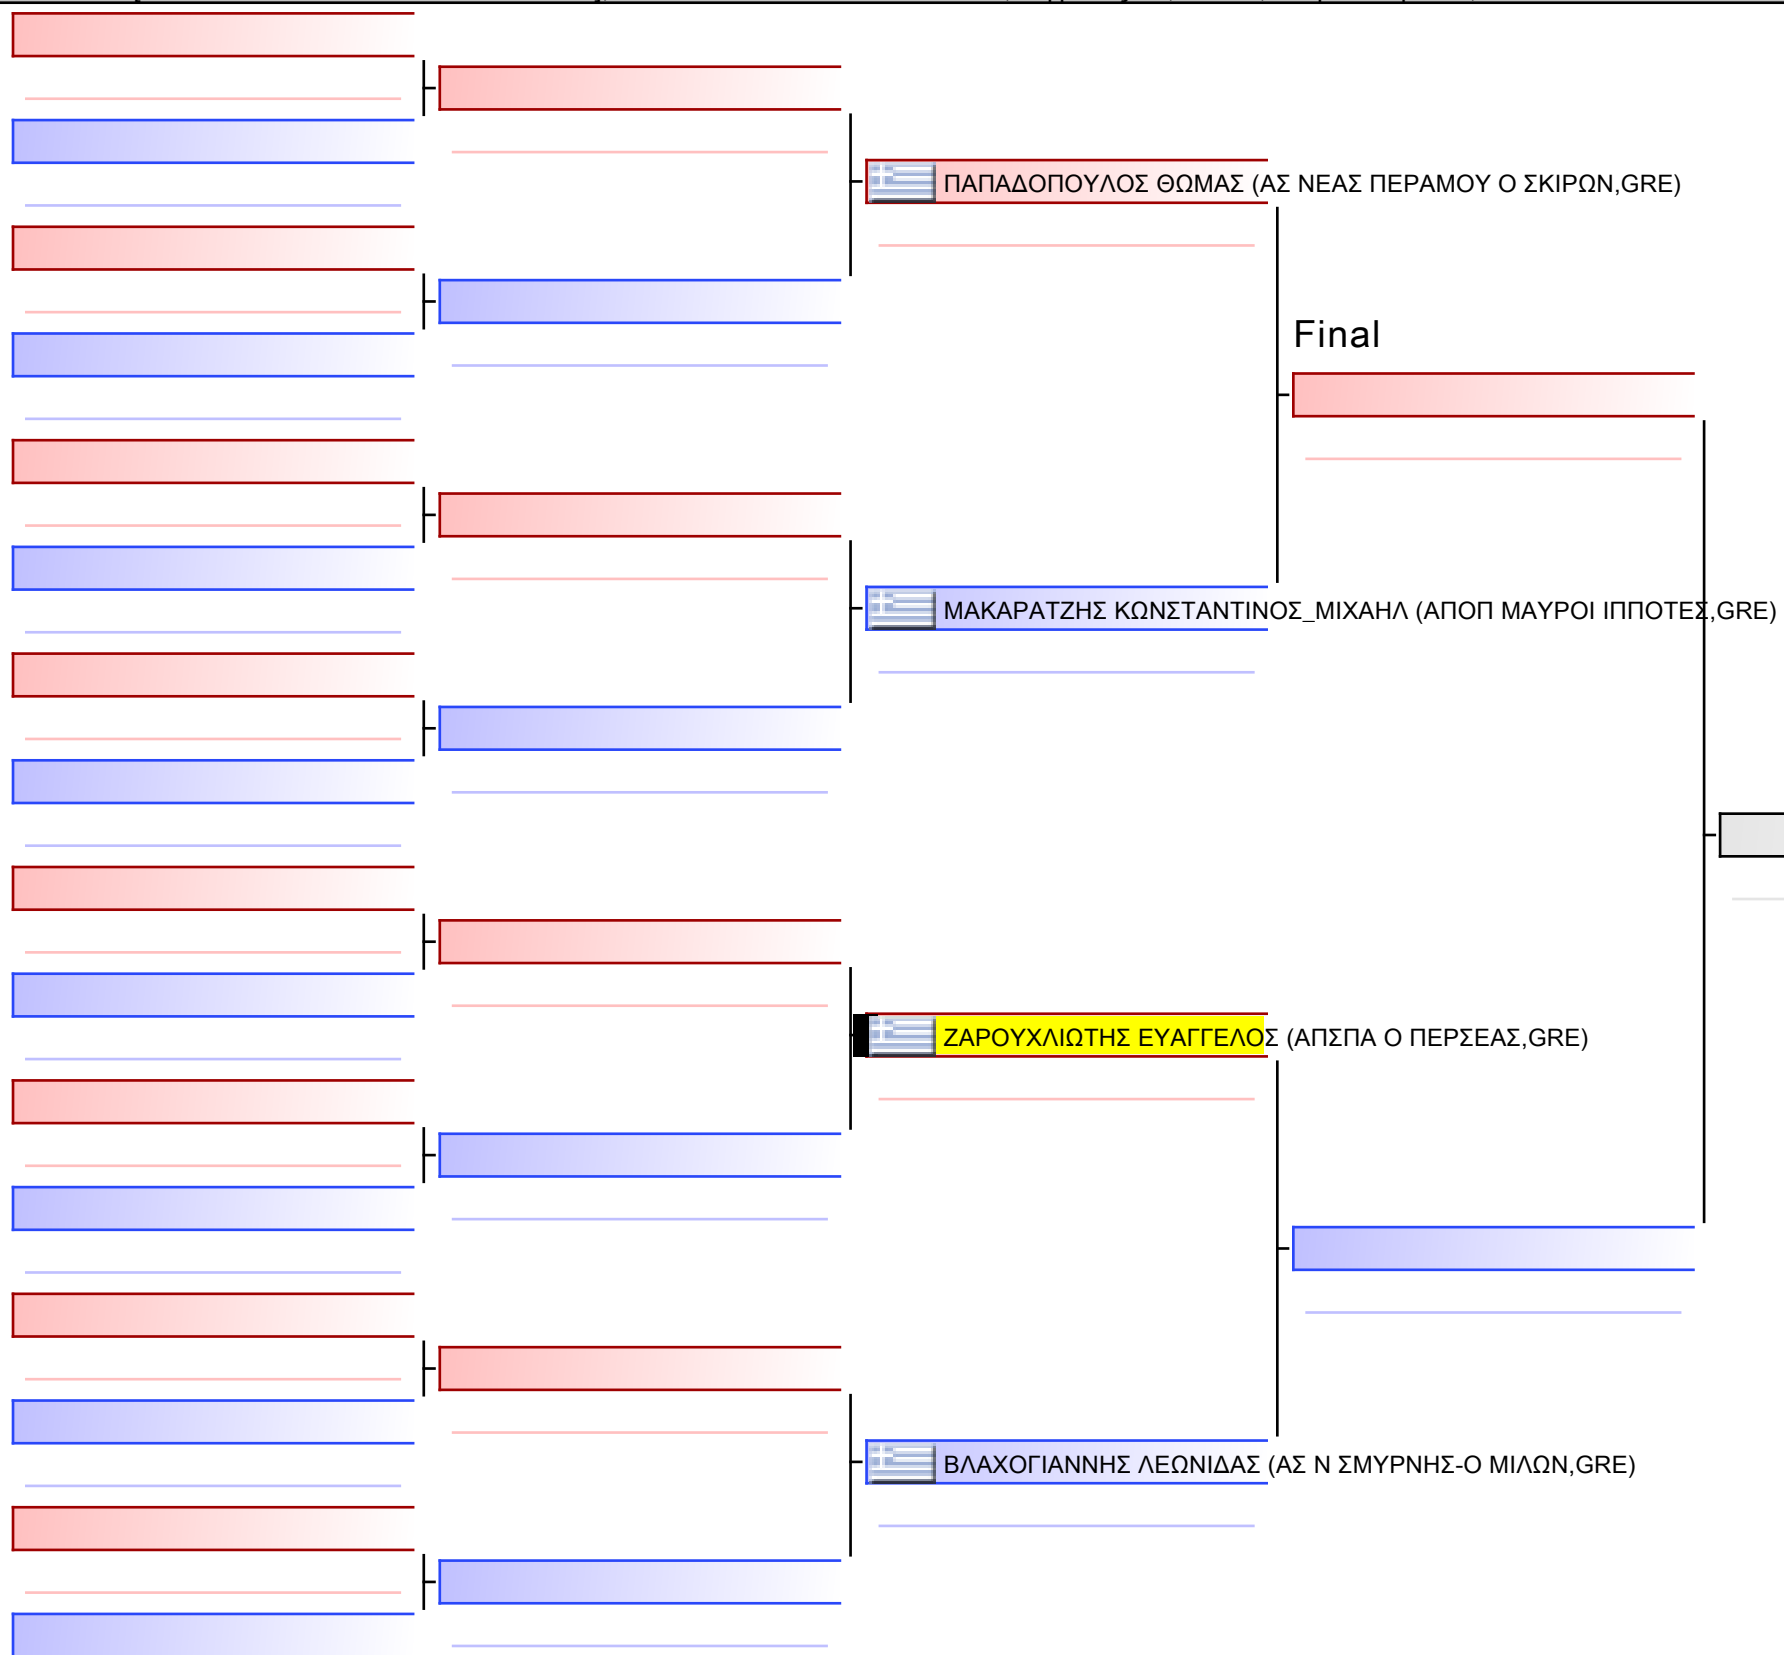 ΠΑΠΑΔΟΠΟΥΛΟΣ ΘΩΜΑΣ (ΑΣ ΝΕΑΣ ΠΕΡΑΜΟΥ Ο ΣΚΙΡΩΝ,GRE)
Final
ΜΑΚΑΡΑΤΖΗΣ ΚΩΝΣΤΑΝΤΙΝΟΣ_ΜΙΧΑΗΛ (ΑΠΟΠ ΜΑΥΡΟΙ ΙΠΠΟΤΕΣ,GRE)
ΖΑΡΟΥΧΛΙΩΤΗΣ ΕΥΑΓΓΕΛΟΣ (ΑΠΣΠΑ Ο ΠΕΡΣΕΑΣ,GRE)
ΒΛΑΧΟΓΙΑΝΝΗΣ ΛΕΩΝΙΔΑΣ (ΑΣ Ν ΣΜΥΡΝΗΣ-Ο ΜΙΛΩΝ,GRE)